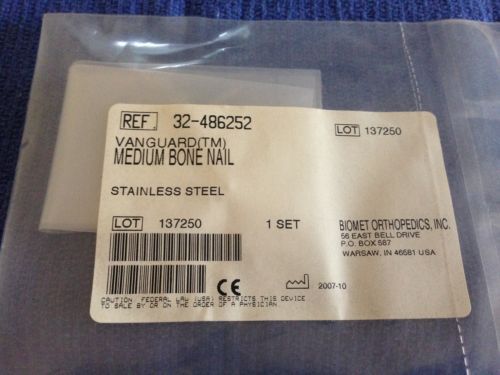 REF. 32-486252
VANGUARD(TM)
MEDIUM BONE NAIL
LOT 137250
STAINLESS STEEL
LOT 137250
1 SET
BIOMET ORTHOPEDICS, INC.
56 EAST BELL DRIVE
P.O. BOX 587
WARSAW, IN 46581 USA
CE
2007-10
CAUTION FEDERAL LAW (USA) RESTRICTS THIS DEVICE
TO SALE BY OR ON THE ORDER OF A PHYSICIAN